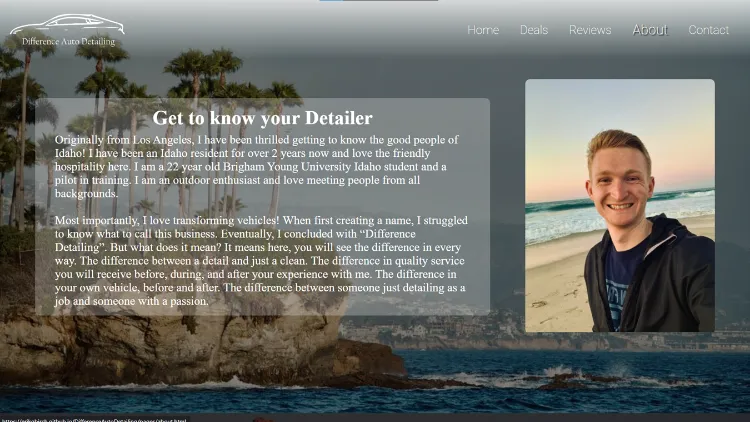 Difference Auto Detailing
Home
Deals
Reviews
About
Contact
Get to know your Detailer
Originally from Los Angeles, I have been thrilled getting to know the good people of
Idaho! I have been an Idaho resident for over 2 years now and love the friendly
hospitality here. I am a 22 year old Brigham Young University Idaho student and a
pilot in training. I am an outdoor enthusiast and love meeting people from all
backgrounds.
Most importantly, I love transforming vehicles! When first creating a name, I struggled
to know what to call this business. Eventually, I concluded with “Difference
Detailing”. But what does it mean? It means here, you will see the difference in every
way. The difference between a detail and just a clean. The difference in quality service
you will receive before, during, and after your experience with me. The difference in
your own vehicle, before and after. The difference between someone just detailing as a
job and someone with a passion.